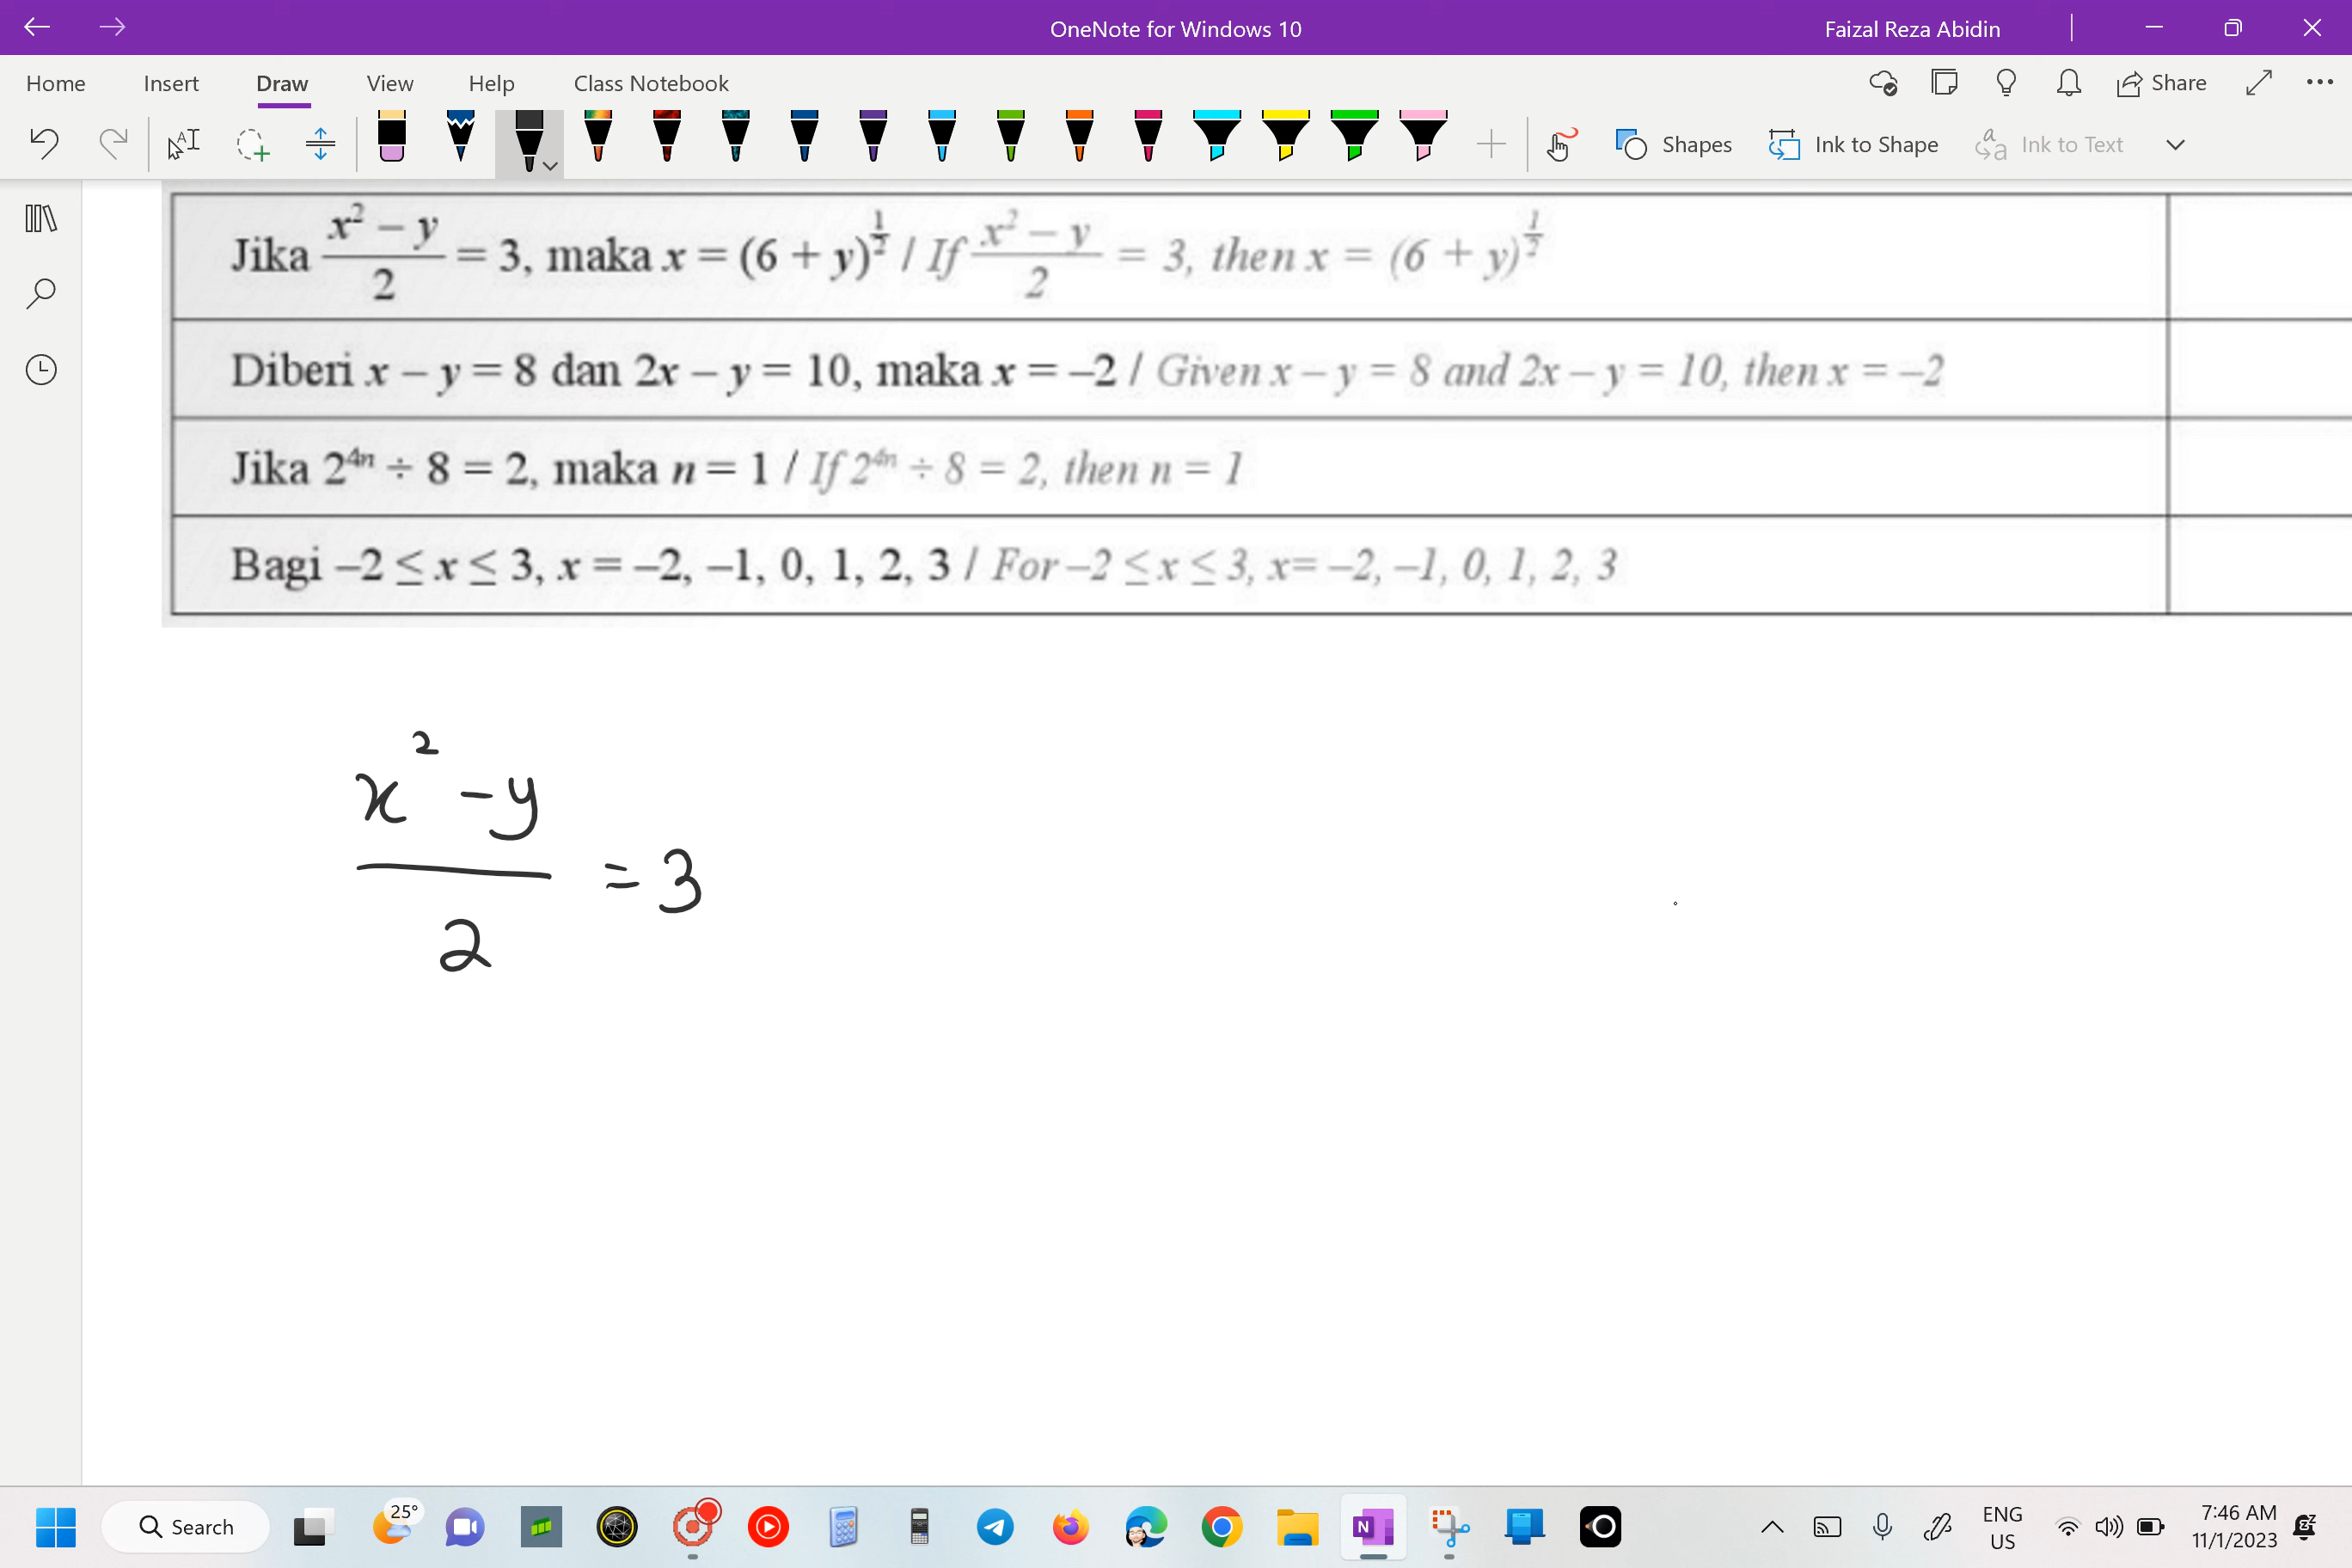 OneNote for Windows 10
Faizal Reza Abidin
Home Insert Draw View Help Class Notebook Share
Shapes Ink to Shape Ink to Text
Jika x² − y / 2 = 3, maka x = (6 + y)^½ / If x² − y / 2 = 3, then x = (6 + y)^½
Diberi x − y = 8 dan 2x − y = 10, maka x = −2 / Given x − y = 8 and 2x − y = 10, then x = −2
Jika 2⁴ⁿ ÷ 8 = 2, maka n = 1 / If 2⁴ⁿ ÷ 8 = 2, then n = 1
Bagi −2 ≤ x ≤ 3, x = −2, −1, 0, 1, 2, 3 / For −2 ≤ x ≤ 3, x= −2, −1, 0, 1, 2, 3
x² − y
= 3
2
25°
Search
ENG
US
7:46 AM
11/1/2023